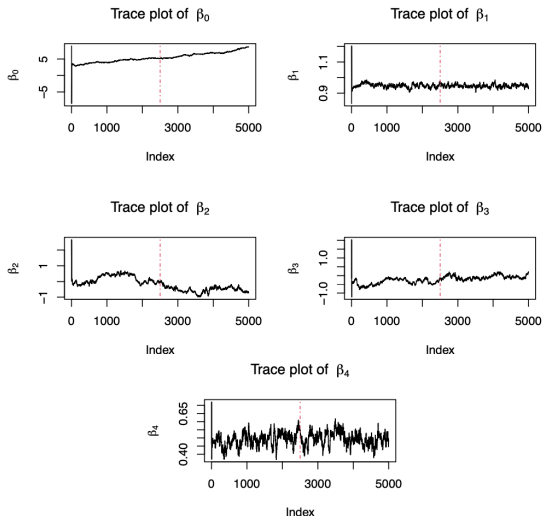 Trace plot of β0
β0
−5
5
0
1000
3000
5000
Index
Trace plot of β1
β1
0.9
1.1
0
1000
3000
5000
Index
Trace plot of β2
β2
−1
1
0
1000
3000
5000
Index
Trace plot of β3
β3
−1.0
1.0
0
1000
3000
5000
Index
Trace plot of β4
β4
0.40
0.65
0
1000
3000
5000
Index